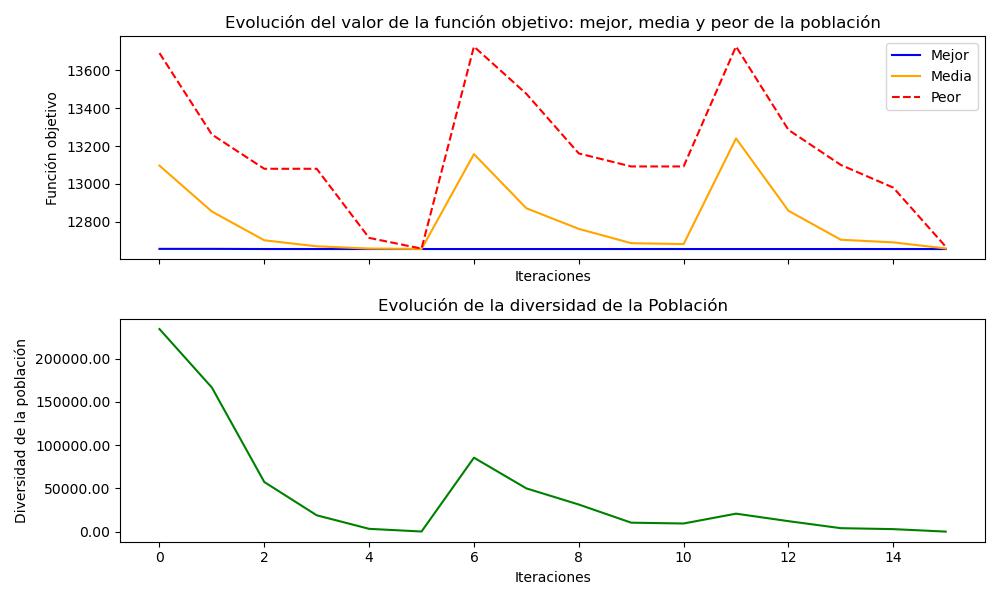 Evolución del valor de la función objetivo: mejor, media y peor de la población
Función objetivo
13600
13400
13200
13000
12800
Mejor
Media
Peor
Iteraciones
Evolución de la diversidad de la Población
Diversidad de la población
200000.00
150000.00
100000.00
50000.00
0.00
0 2 4 6 8 10 12 14
Iteraciones